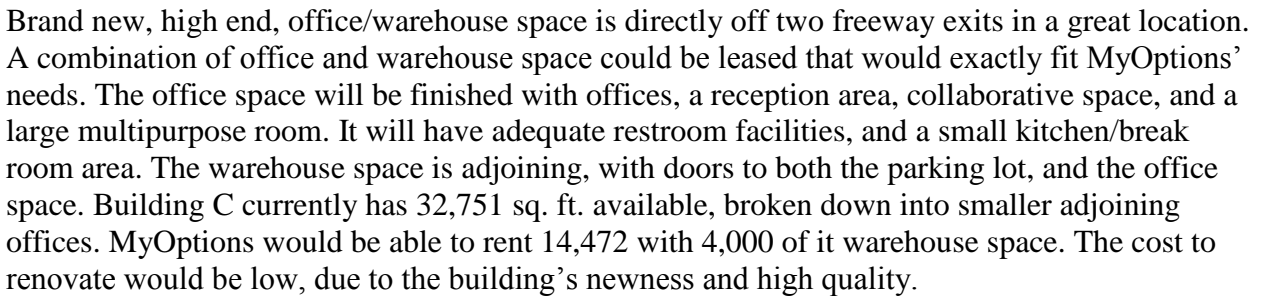 Brand new, high end, office/warehouse space is directly off two freeway exits in a great location.
A combination of office and warehouse space could be leased that would exactly fit MyOptions’
needs. The office space will be finished with offices, a reception area, collaborative space, and a
large multipurpose room. It will have adequate restroom facilities, and a small kitchen/break
room area. The warehouse space is adjoining, with doors to both the parking lot, and the office
space. Building C currently has 32,751 sq. ft. available, broken down into smaller adjoining
offices. MyOptions would be able to rent 14,472 with 4,000 of it warehouse space. The cost to
renovate would be low, due to the building’s newness and high quality.